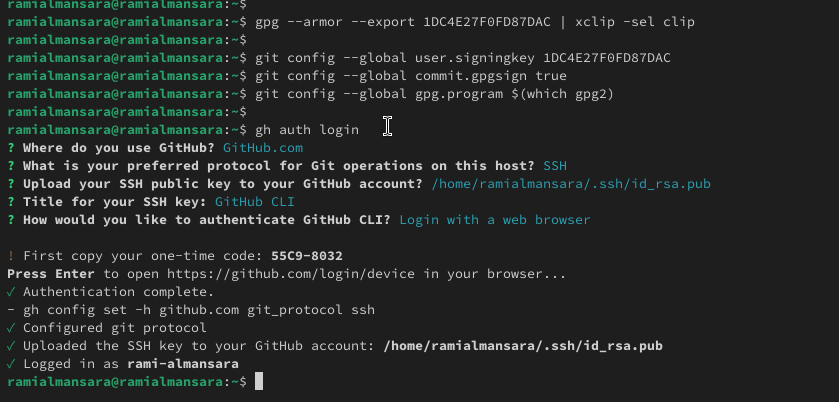 ramialmansara@ramialmansara:~$
ramialmansara@ramialmansara:~$ gpg --armor --export 1DC4E27F0FD87DAC | xclip -sel clip
ramialmansara@ramialmansara:~$
ramialmansara@ramialmansara:~$ git config --global user.signingkey 1DC4E27F0FD87DAC
ramialmansara@ramialmansara:~$ git config --global commit.gpgsign true
ramialmansara@ramialmansara:~$ git config --global gpg.program $(which gpg2)
ramialmansara@ramialmansara:~$
ramialmansara@ramialmansara:~$ gh auth login
? Where do you use GitHub? GitHub.com
? What is your preferred protocol for Git operations on this host? SSH
? Upload your SSH public key to your GitHub account? /home/ramialmansara/.ssh/id_rsa.pub
? Title for your SSH key: GitHub CLI
? How would you like to authenticate GitHub CLI? Login with a web browser
! First copy your one-time code: 55C9-8032
Press Enter to open https://github.com/login/device in your browser...
✓ Authentication complete.
- gh config set -h github.com git_protocol ssh
✓ Configured git protocol
✓ Uploaded the SSH key to your GitHub account: /home/ramialmansara/.ssh/id_rsa.pub
✓ Logged in as rami-almansara
ramialmansara@ramialmansara:~$